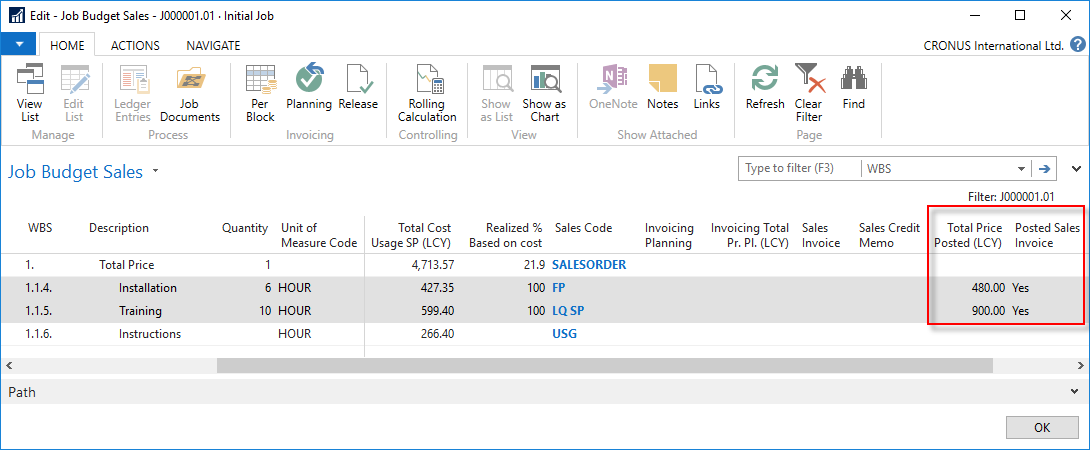 Edit - Job Budget Sales - J000001.01 · Initial Job
HOME ACTIONS NAVIGATE CRONUS International Ltd. ?
View List
Edit List
Ledger Entries
Job Documents
Per Block
Planning
Release
Rolling Calculation
Show as List
Show as Chart
OneNote
Notes
Links
Refresh
Clear Filter
Find
Manage Process Invoicing Controlling View Show Attached Page
Job Budget Sales
Type to filter (F3) WBS
Filter: J000001.01
WBS Description Quantity Unit of Measure Code Total Cost Usage SP (LCY) Realized % Based on cost Sales Code Invoicing Planning Invoicing Total Pr. Pl. (LCY) Sales Invoice Sales Credit Memo Total Price Posted (LCY) Posted Sales Invoice
1. Total Price 1 4,713.57 21.9 SALESORDER
1.1.4. Installation 6 HOUR 427.35 100 FP 480.00 Yes
1.1.5. Training 10 HOUR 599.40 100 LQ SP 900.00 Yes
1.1.6. Instructions HOUR 266.40 USG
Path
OK